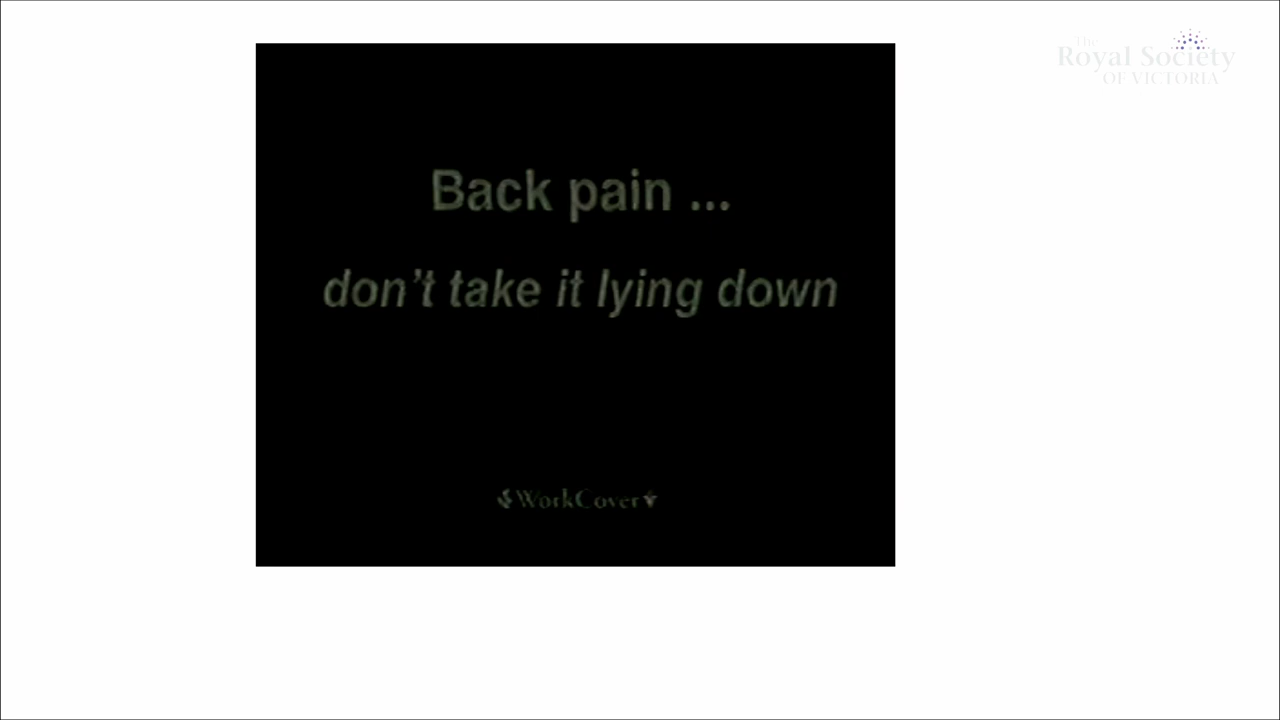 The
Royal Society
OF VICTORIA
Back pain ...
don't take it lying down
WorkCover